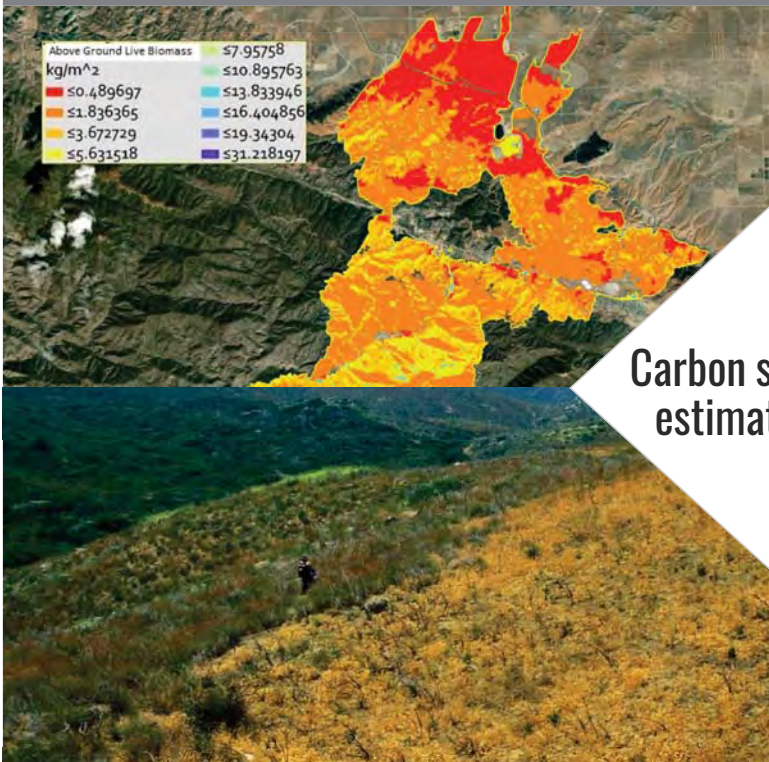 Above Ground Live Biomass
kg/m^2
≤0.489697
≤1.836365
≤3.672729
≤5.631518
≤7.95758
≤10.895763
≤13.833946
≤16.404856
≤19.34304
≤31.218197
Carbon s
estimat